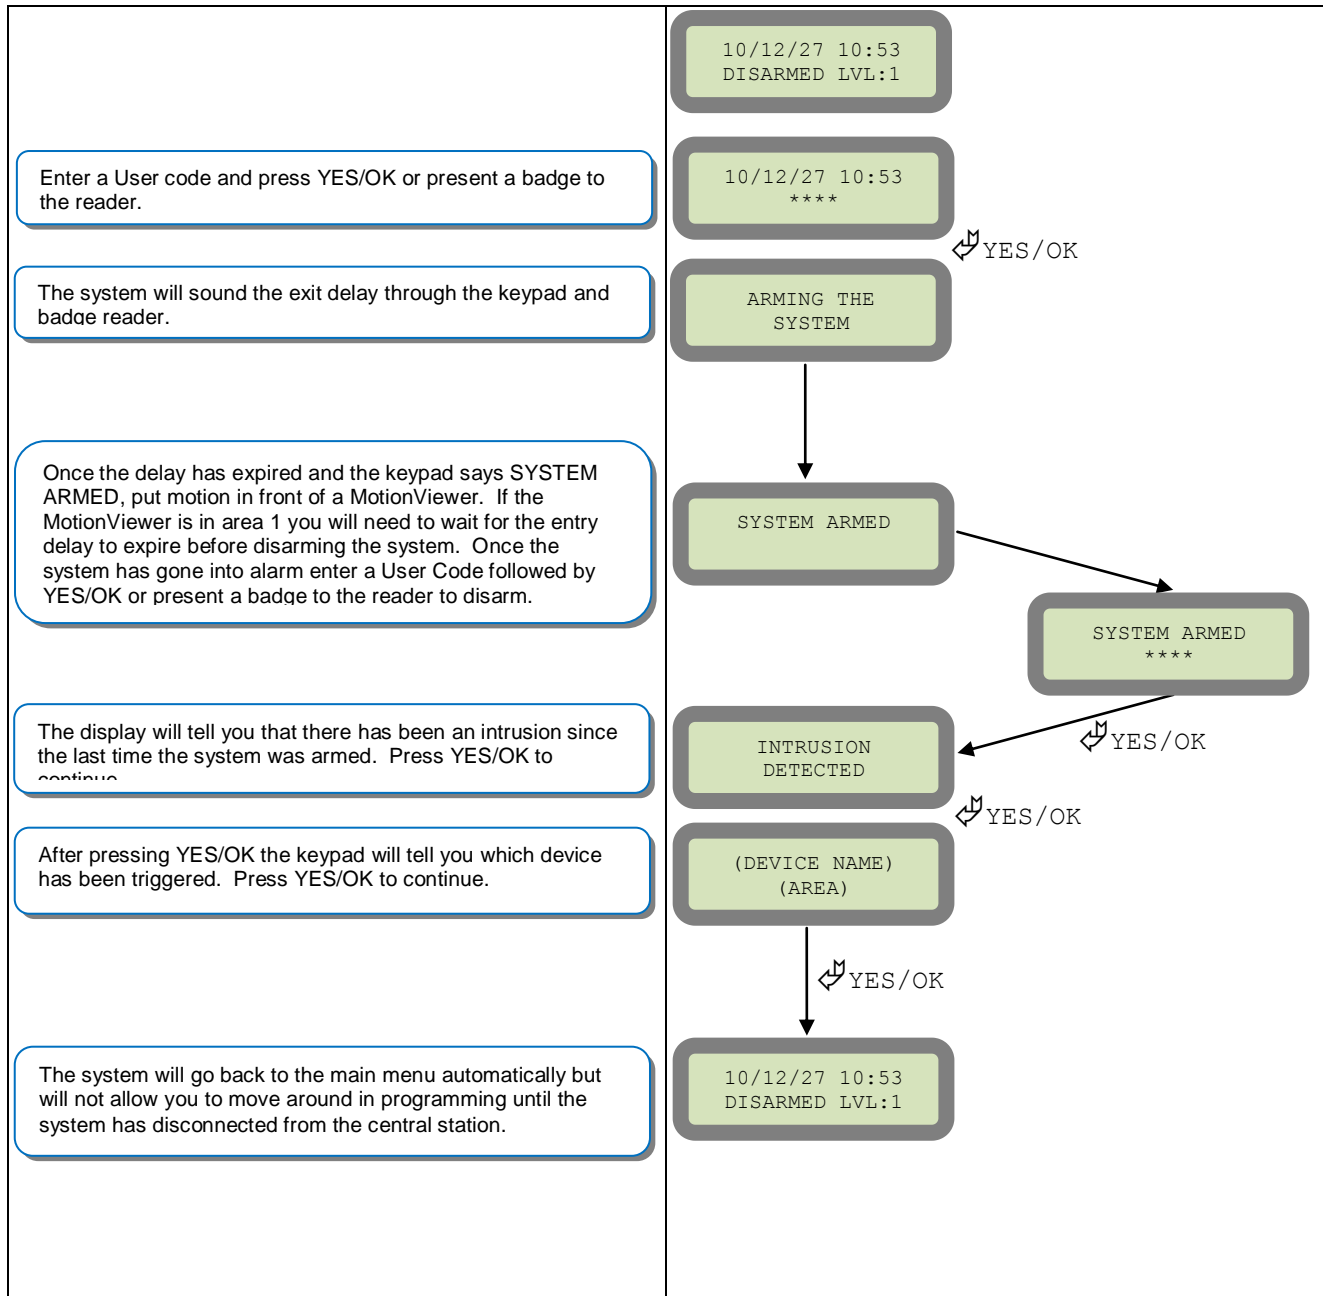 10/12/27 10:53
DISARMED LVL:1
Enter a User code and press YES/OK or present a badge to
the reader.
10/12/27 10:53
****
YES/OK
The system will sound the exit delay through the keypad and
badge reader.
ARMING THE
SYSTEM
Once the delay has expired and the keypad says SYSTEM
ARMED, put motion in front of a MotionViewer. If the
MotionViewer is in area 1 you will need to wait for the entry
delay to expire before disarming the system. Once the
system has gone into alarm enter a User Code followed by
YES/OK or present a badge to the reader to disarm.
SYSTEM ARMED
SYSTEM ARMED
****
YES/OK
The display will tell you that there has been an intrusion since
the last time the system was armed. Press YES/OK to
continue
INTRUSION
DETECTED
YES/OK
After pressing YES/OK the keypad will tell you which device
has been triggered. Press YES/OK to continue.
(DEVICE NAME)
(AREA)
YES/OK
The system will go back to the main menu automatically but
will not allow you to move around in programming until the
system has disconnected from the central station.
10/12/27 10:53
DISARMED LVL:1